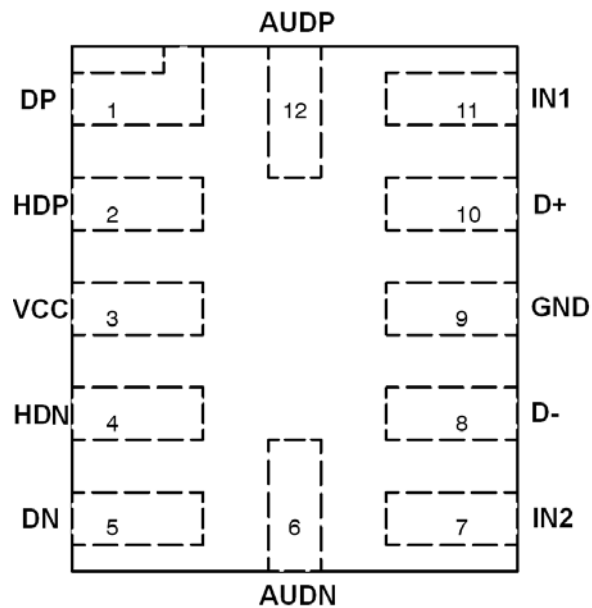 AUDP
DP 1 12 11 IN1
HDP 2 10 D+
VCC 3 9 GND
HDN 4 8 D-
DN 5 6 7 IN2
AUDN